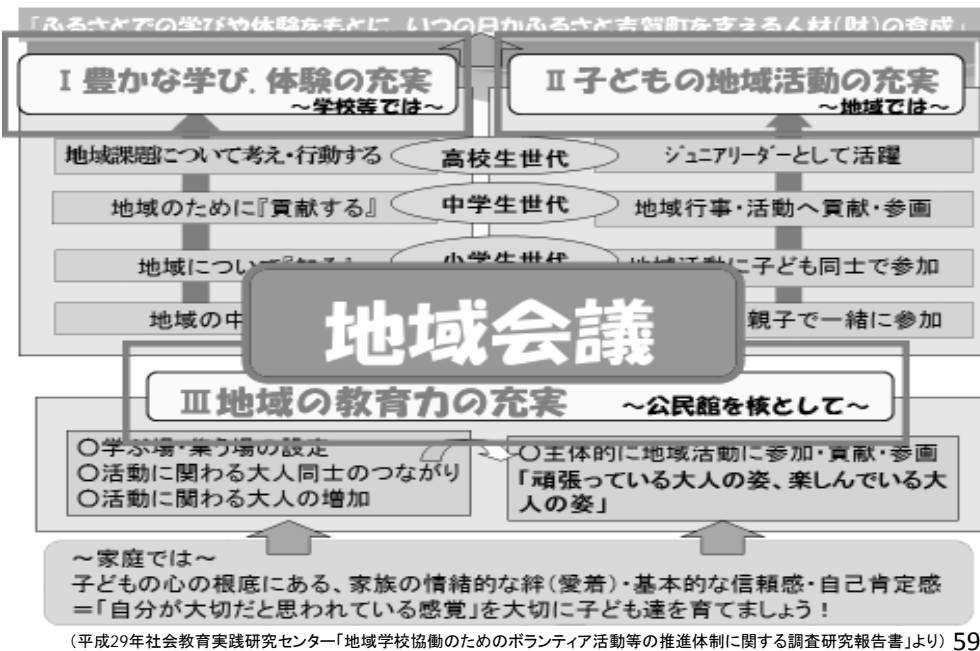 「ふるさとでの学びや体験をもとに、いつの日かふるさと吉賀町を支える人材(財)の育成」
Ⅰ豊かな学び、体験の充実
～学校等では～
Ⅱ子どもの地域活動の充実
～地域では～
地域課題について考え・行動する
高校生世代
ジュニアリーダーとして活躍
地域のために『貢献する』
中学生世代
地域行事・活動へ貢献・参画
地域につい
小学生世代
地域活動に子ども同士で参加
地域の中
親子で一緒に参加
地域会議
Ⅲ地域の教育力の充実 ～公民館を核として～
〇学ぶ場・集う場の設定
〇活動に関わる大人同士のつながり
〇活動に関わる大人の増加
〇主体的に地域活動に参加・貢献・参画
「頑張っている大人の姿、楽しんでいる大
人の姿」
～家庭では～
子どもの心の根底にある、家族の情緒的な絆(愛着)・基本的な信頼感・自己肯定感
＝「自分が大切だと思われている感覚」を大切に子ども達を育てましょう！
(平成29年社会教育実践研究センター「地域学校協働のためのボランティア活動等の推進体制に関する調査研究報告書」より) 59